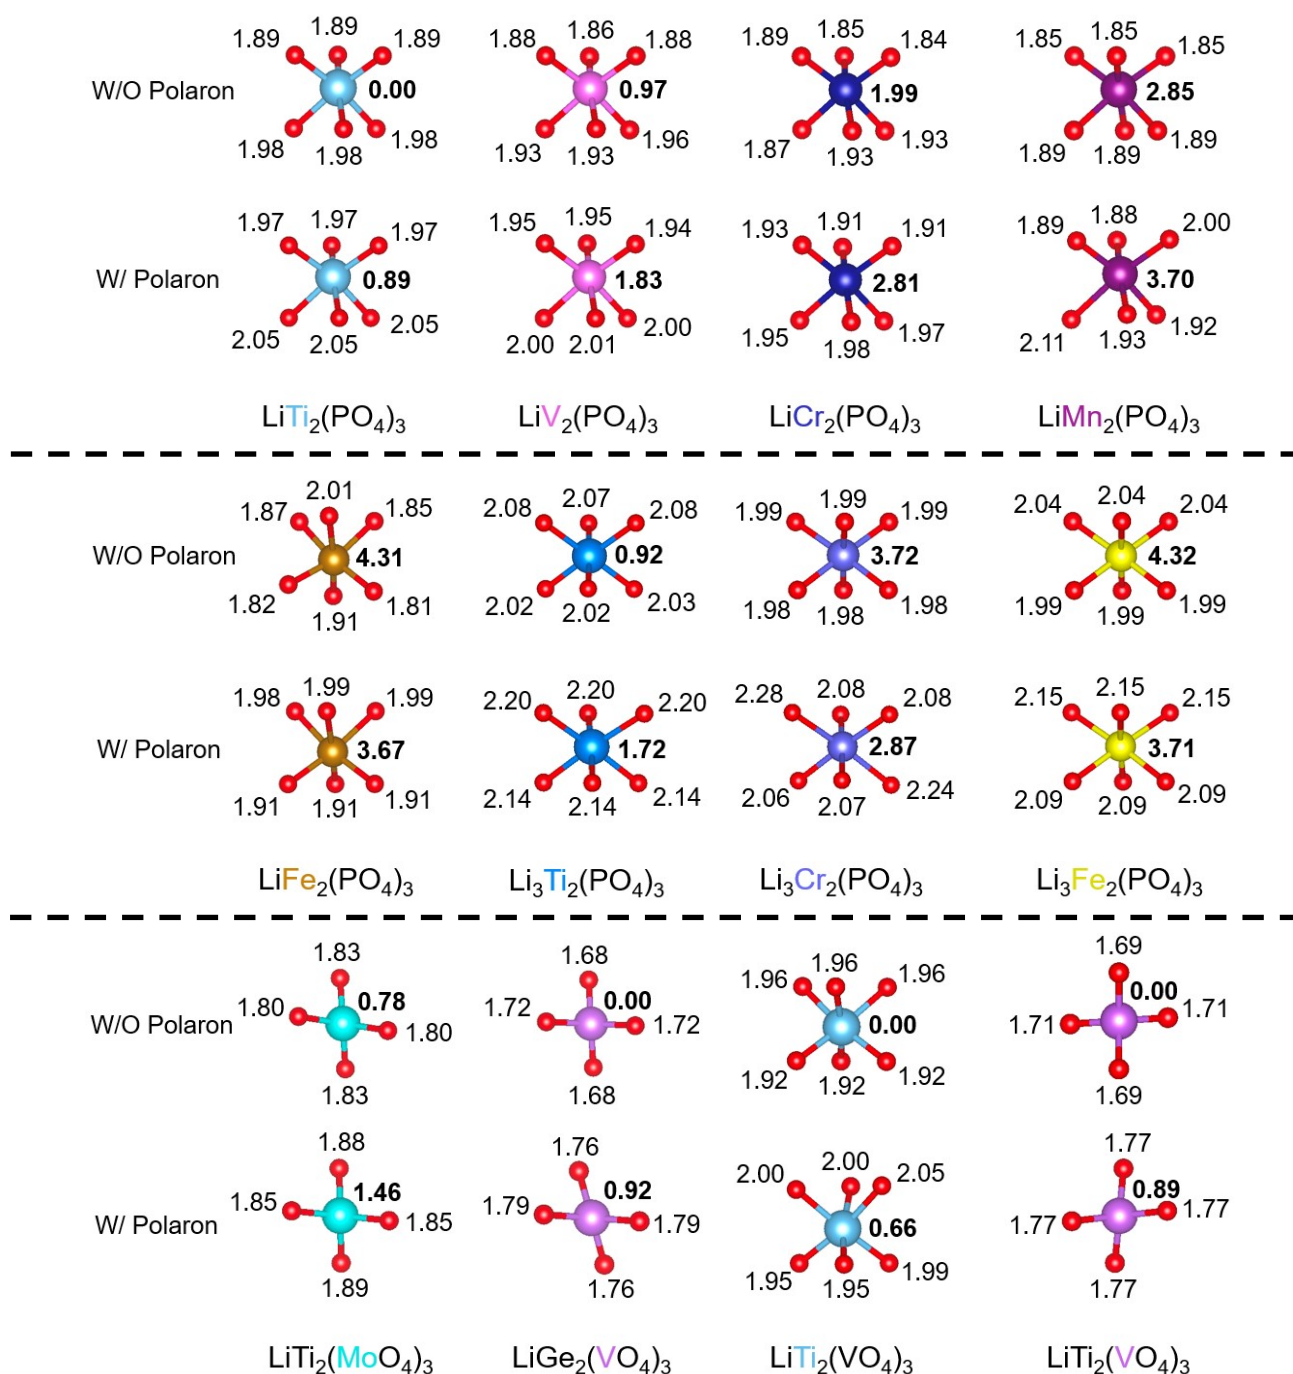 1.89 1.86 1.85 1.85
1.89 1.89 1.88 1.88 1.89 1.84 1.85 1.85
W/O Polaron 0.00 0.97 1.99 2.85
1.98 1.98 1.98 1.93 1.93 1.96 1.87 1.93 1.93 1.89 1.89 1.89
1.97 1.97 1.97 1.95 1.95 1.94 1.93 1.91 1.91 1.89 1.88 2.00
W/ Polaron 0.89 1.83 2.81 3.70
2.05 2.05 2.05 2.00 2.01 2.00 1.95 1.98 1.97 2.11 1.93 1.92
LiTi₂(PO₄)₃ LiV₂(PO₄)₃ LiCr₂(PO₄)₃ LiMn₂(PO₄)₃
1.87 2.01 1.85 2.08 2.07 2.08 1.99 1.99 1.99 2.04 2.04 2.04
W/O Polaron 4.31 0.92 3.72 4.32
1.82 1.91 1.81 2.02 2.02 2.03 1.98 1.98 1.98 1.99 1.99 1.99
1.98 1.99 1.99 2.20 2.20 2.20 2.28 2.08 2.08 2.15 2.15 2.15
W/ Polaron 3.67 1.72 2.87 3.71
1.91 1.91 1.91 2.14 2.14 2.14 2.06 2.07 2.24 2.09 2.09 2.09
LiFe₂(PO₄)₃ Li₃Ti₂(PO₄)₃ Li₃Cr₂(PO₄)₃ Li₃Fe₂(PO₄)₃
1.83 1.68 1.96 1.96 1.96 1.69
1.80 0.78 1.72 0.00 0.00 0.00
W/O Polaron 1.80 1.72 1.71 1.71
1.83 1.68 1.92 1.92 1.92 1.69
1.88 1.76 2.00 2.00 2.05 1.77
1.85 1.46 1.79 0.92 0.89
W/ Polaron 1.85 1.79 0.66 1.77 1.77
1.89 1.76 1.95 1.95 1.99 1.77
LiTi₂(MoO₄)₃ LiGe₂(VO₄)₃ LiTi₂(VO₄)₃ LiTi₂(VO₄)₃